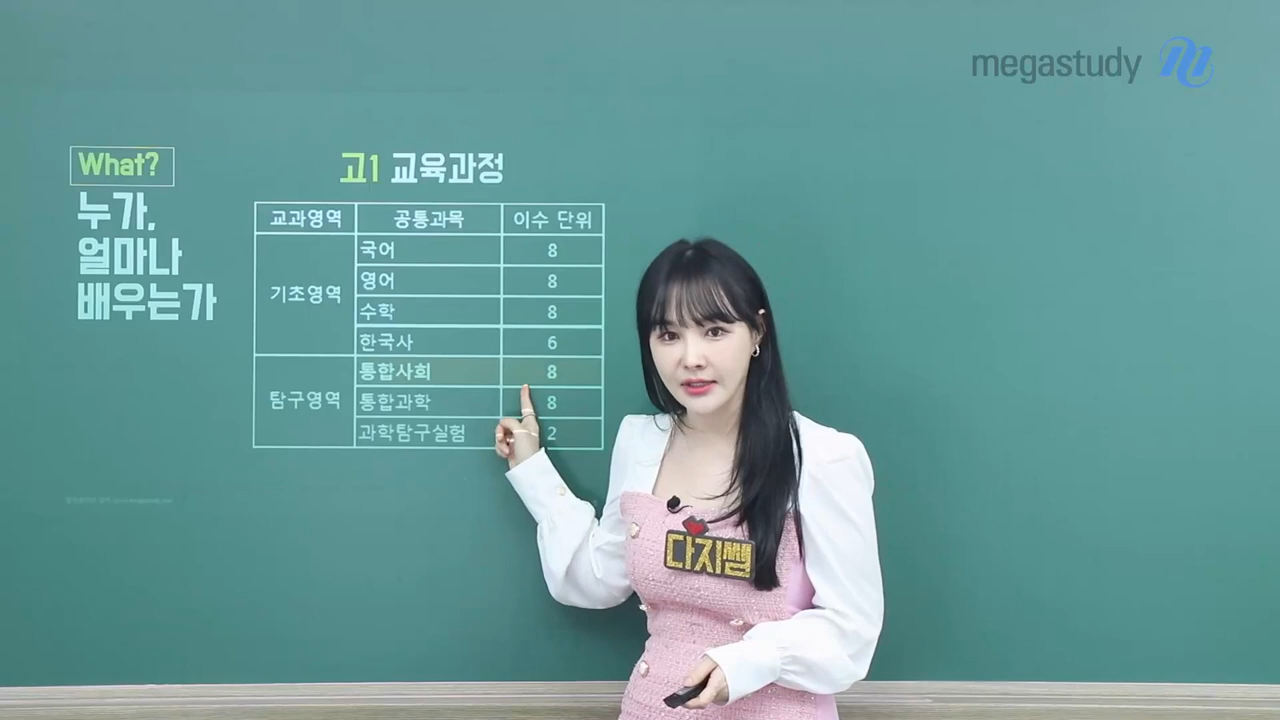 megastudy
What?
누가,
얼마나
배우는가
고1 교육과정
교과영역 공통과목 이수 단위
기초영역
국어 8
영어 8
수학 8
한국사 6
탐구영역
통합사회 8
통합과학 8
과학탐구실험 2
다지쌤